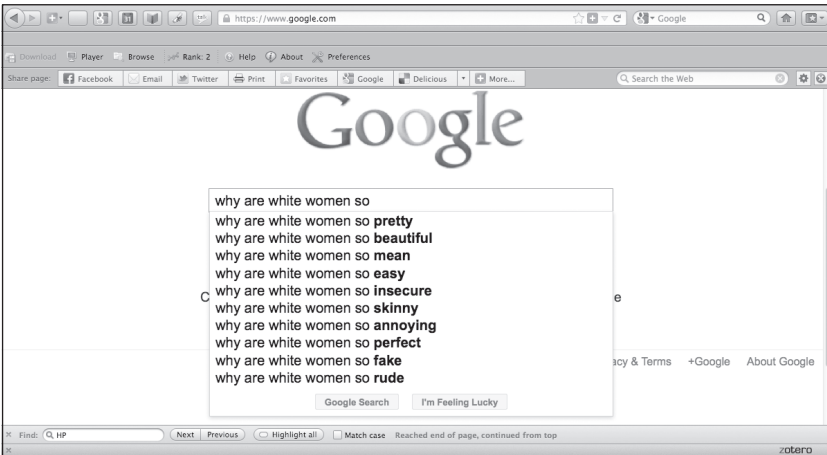 https://www.google.com Google
Download Player Browse Rank: 2 Help About Preferences
Share page: Facebook Email Twitter Print Favorites Google Delicious More... Search the Web
Google
why are white women so
why are white women so pretty
why are white women so beautiful
why are white women so mean
why are white women so easy
why are white women so insecure
C why are white women so skinny e
why are white women so annoying
why are white women so perfect
why are white women so fake acy & Terms +Google About Google
why are white women so rude
Google Search I'm Feeling Lucky
Find: HP Next Previous Highlight all Match case Reached end of page, continued from top
zotero